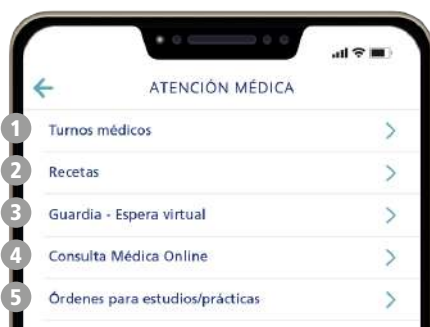 ATENCIÓN MÉDICA
1 Turnos médicos
2 Recetas
3 Guardia - Espera virtual
4 Consulta Médica Online
5 Órdenes para estudios/prácticas